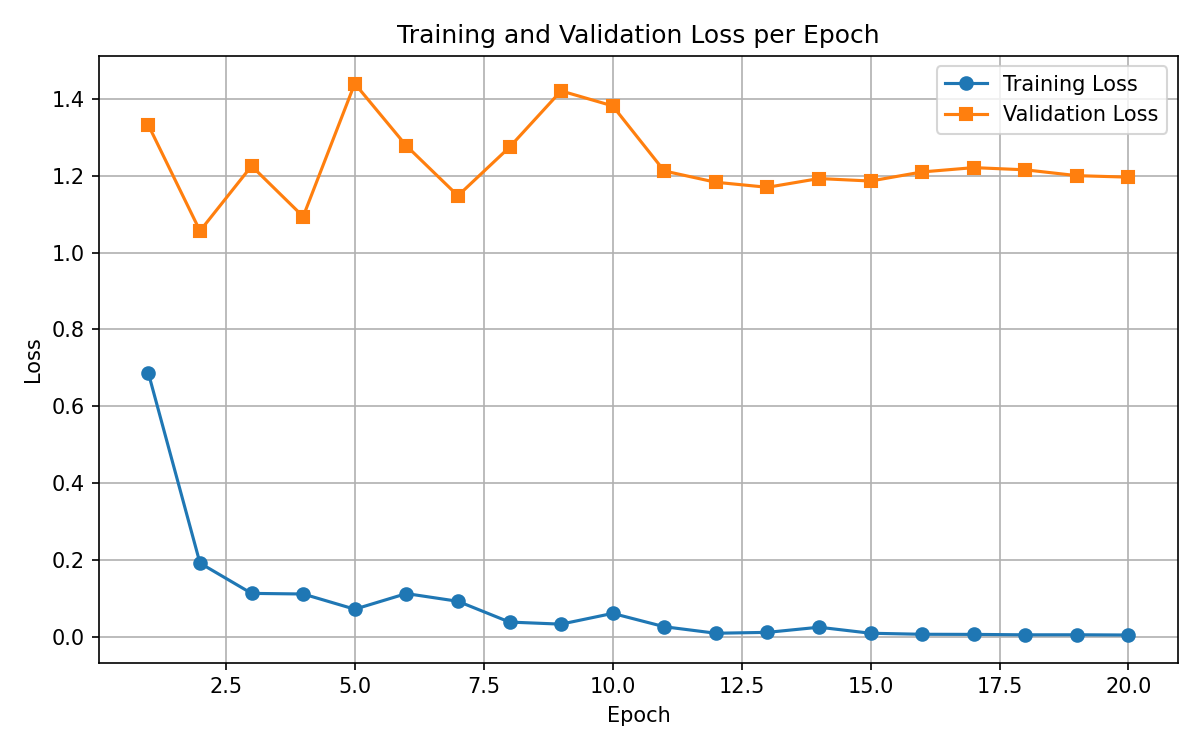 Training and Validation Loss per Epoch
Training Loss
Validation Loss
Loss
1.4
1.2
1.0
0.8
0.6
0.4
0.2
0.0
2.5 5.0 7.5 10.0 12.5 15.0 17.5 20.0
Epoch